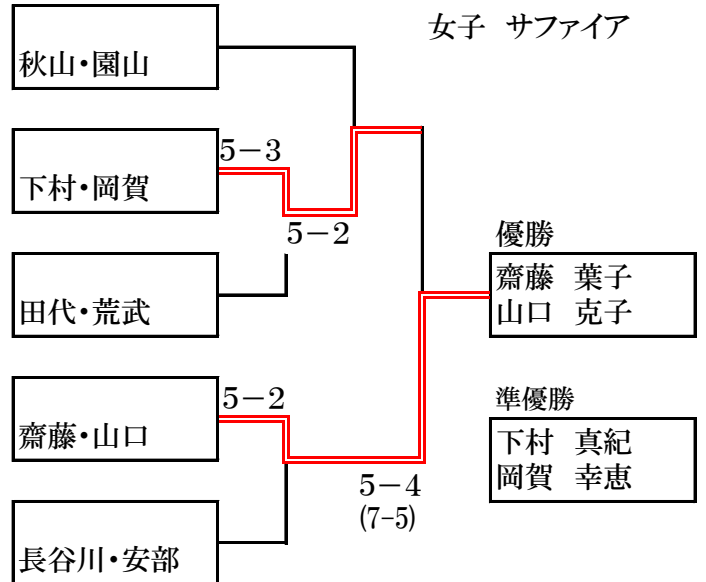 女子 サファイア
秋山・園山
下村・岡賀
5-3
5-2
田代・荒武
齋藤・山口
5-2
長谷川・安部
5-4
(7-5)
優勝
齋藤 葉子
山口 克子
準優勝
下村 真紀
岡賀 幸恵